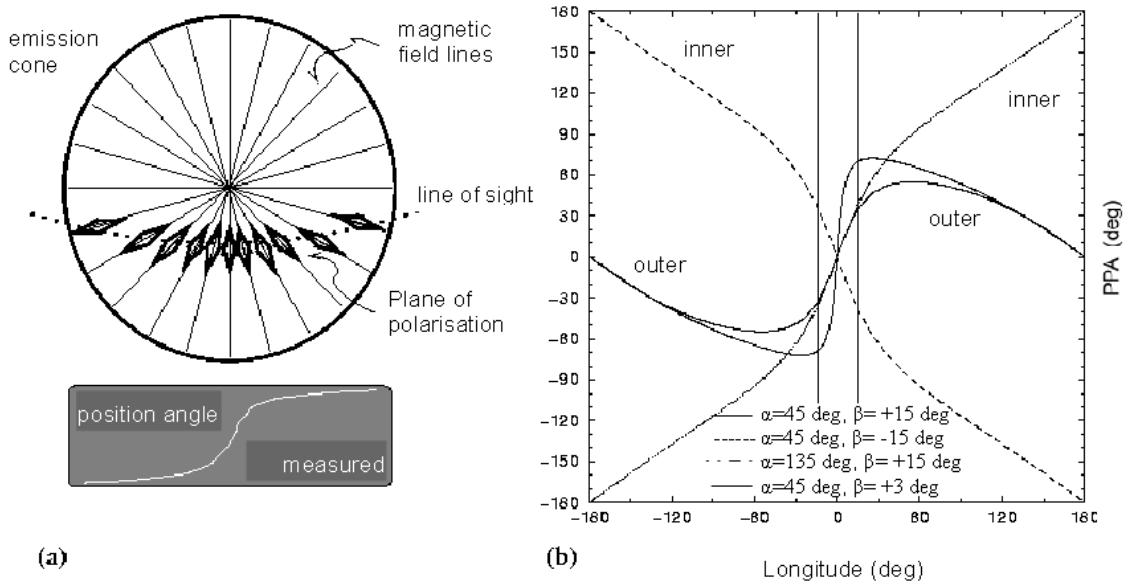 emission
cone
magnetic
field lines
line of sight
Plane of
polarisation
position angle
measured
(a)
180
150
120
90
60
30
0
-30
-60
-90
-120
-150
-180
inner
inner
outer
outer
α=45 deg, β= +15 deg
α=45 deg, β= -15 deg
α=135 deg, β= +15 deg
α=45 deg, β= +3 deg
-180 -120 -60 0 60 120 180
PPA (deg)
(b)
Longitude (deg)